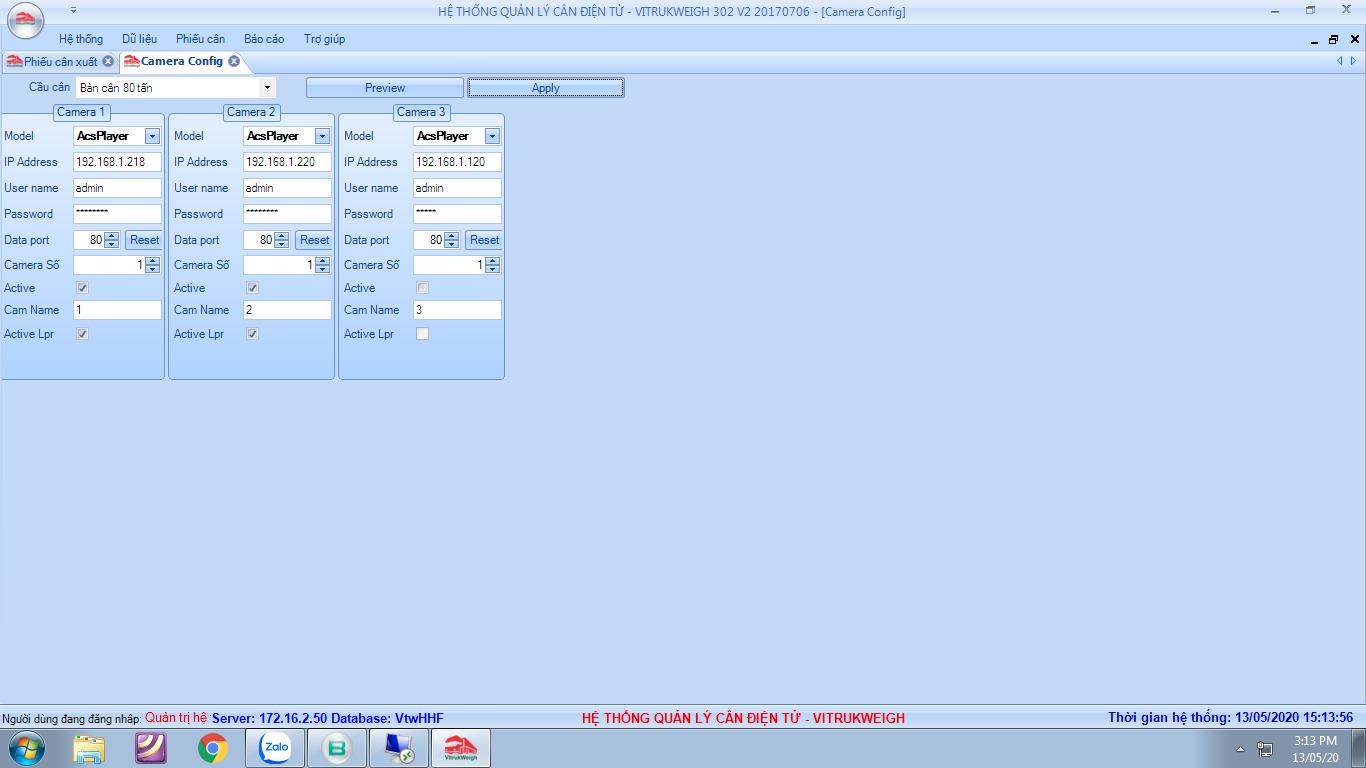 HỆ THỐNG QUẢN LÝ CÂN ĐIỆN TỬ - VITRUKWEIGH 302 V2 20170706 - [Camera Config]
Hệ thống Dữ liệu Phiếu cân Báo cáo Trợ giúp
Phiếu cân xuất Camera Config
Cầu cân Bàn cân 80 tấn Preview Apply
Camera 1 Camera 2 Camera 3
Model AcsPlayer Model AcsPlayer Model AcsPlayer
IP Address 192.168.1.218 IP Address 192.168.1.220 IP Address 192.168.1.120
User name admin User name admin User name admin
Password ******** Password ******** Password *****
Data port 80 Reset Data port 80 Reset Data port 80 Reset
Camera Số 1 Camera Số 1 Camera Số 1
Active Active Active
Cam Name 1 Cam Name 2 Cam Name 3
Active Lpr Active Lpr Active Lpr
Người dùng đang đăng nhập: Quản trị hệ Server: 172.16.2.50 Database: VtwHHF HỆ THỐNG QUẢN LÝ CÂN ĐIỆN TỬ - VITRUKWEIGH Thời gian hệ thống: 13/05/2020 15:13:56
Zalo B VitrukWeigh 3:13 PM
13/05/20